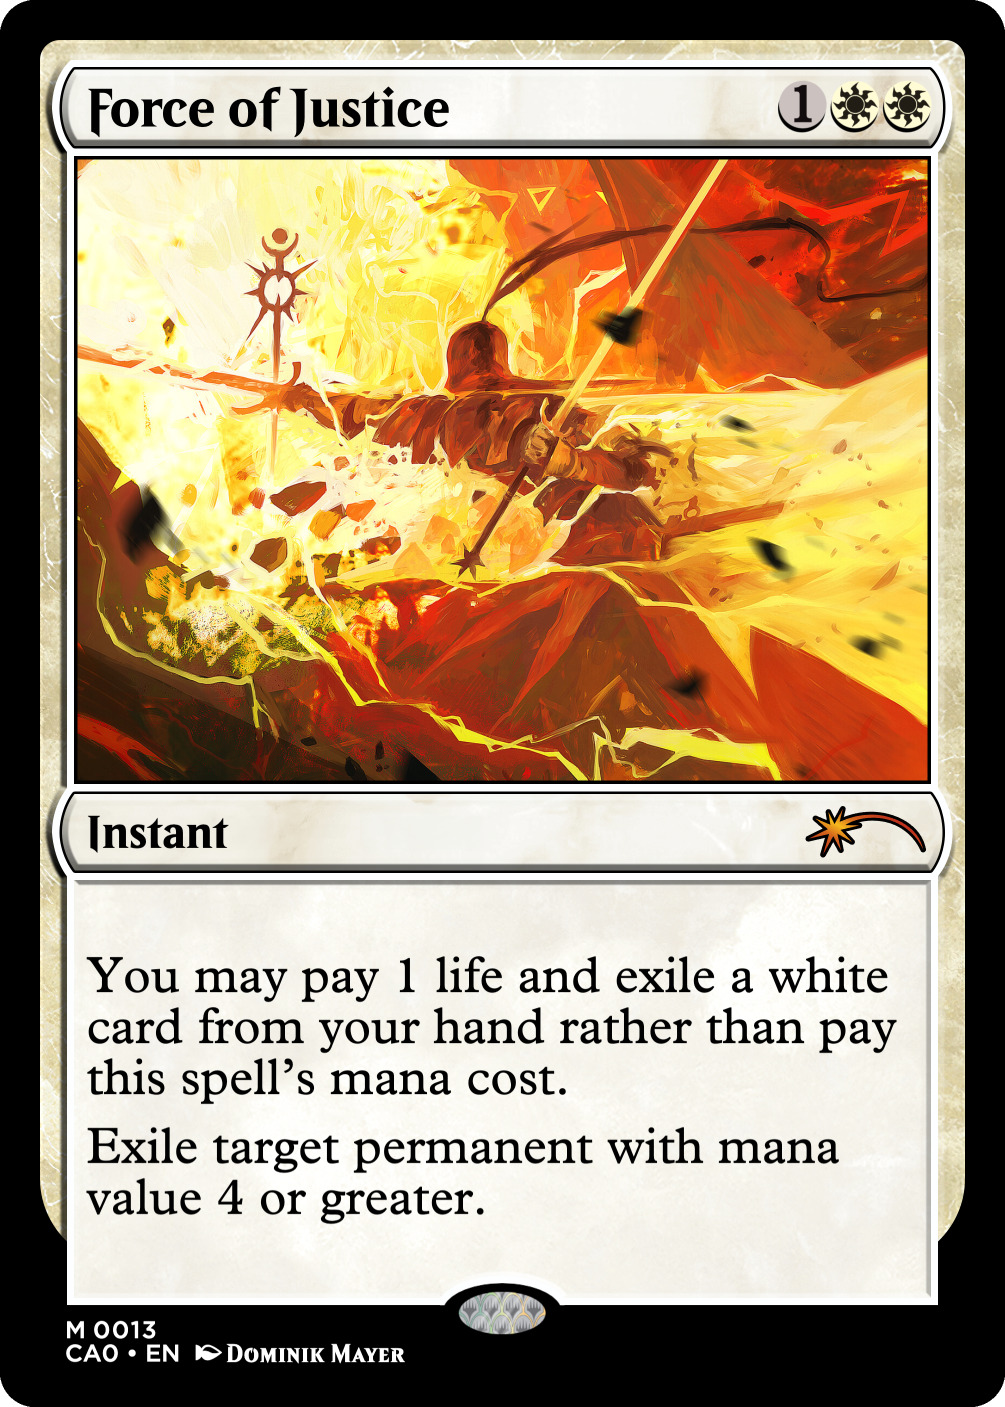 Force of Justice 1
Instant
You may pay 1 life and exile a white
card from your hand rather than pay
this spell’s mana cost.
Exile target permanent with mana
value 4 or greater.
M 0013
CAO • EN DOMINIK MAYER